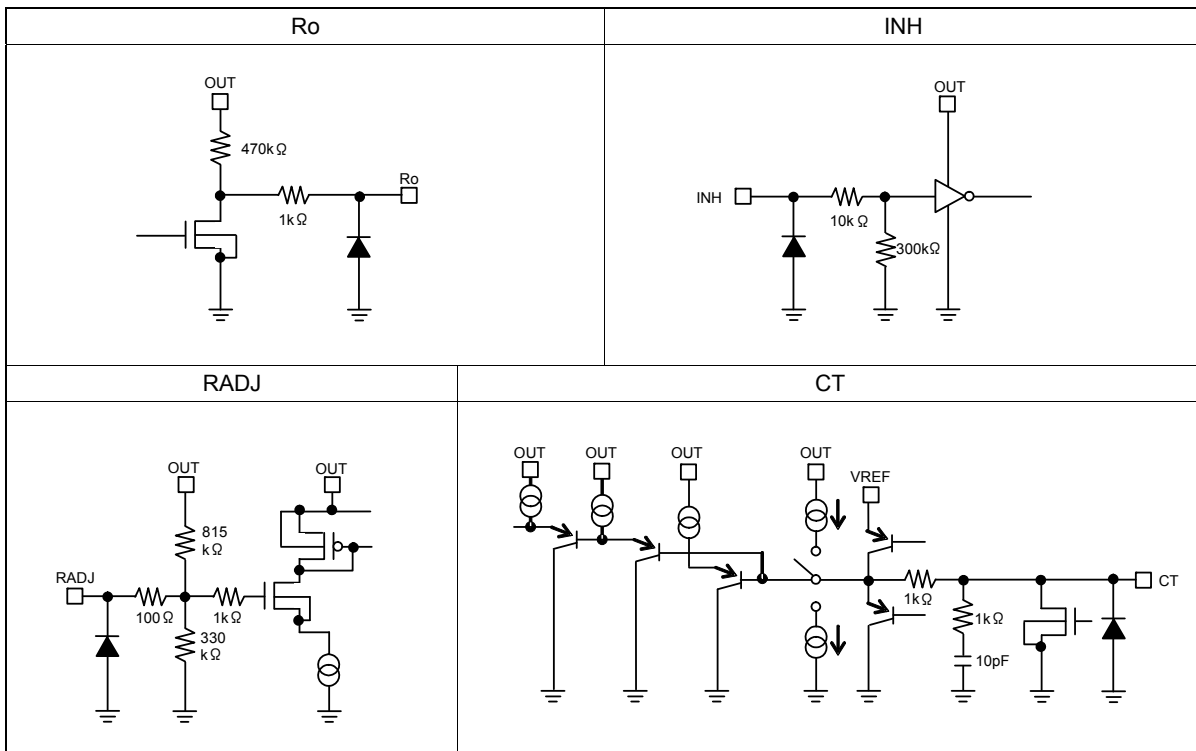 Ro
INH
OUT
470kΩ
Ro
1kΩ
OUT
INH
10kΩ
300kΩ
RADJ
CT
OUT
OUT
815
kΩ
RADJ
100Ω
1kΩ
330
kΩ
OUT
OUT
OUT
OUT
VREF
CT
1kΩ
1kΩ
10pF